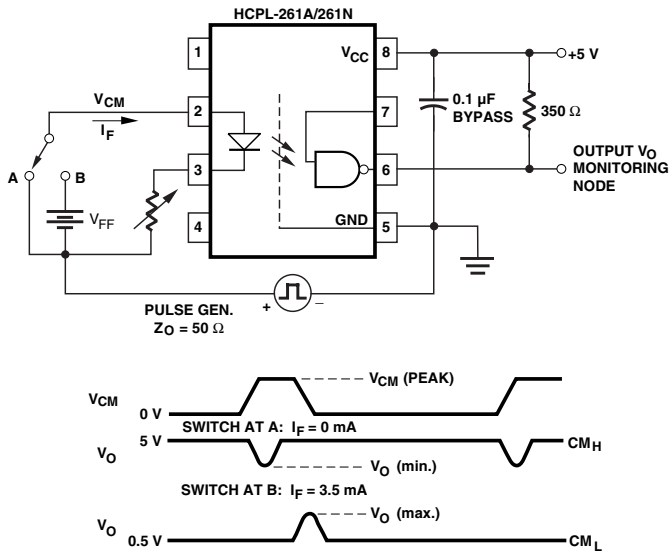 HCPL-261A/261N
1
V_CC 8
+5 V
V_CM
2
7
0.1 µF
BYPASS
350 Ω
I_F
3
6
OUTPUT V_O
MONITORING
NODE
A
B
V_FF
4
GND 5
PULSE GEN.
Z_O = 50 Ω
+
–
V_CM
V_CM (PEAK)
0 V
SWITCH AT A: I_F = 0 mA
V_O
5 V
CM_H
V_O (min.)
SWITCH AT B: I_F = 3.5 mA
V_O (max.)
V_O
0.5 V
CM_L